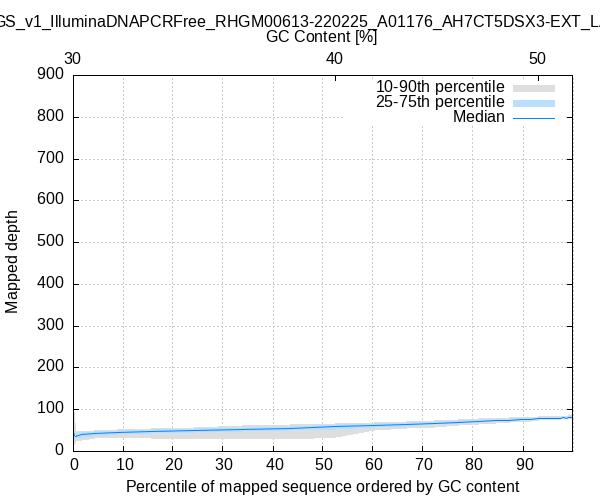 GS_v1_IlluminaDNAPCRFree_RHGM00613-220225_A01176_AH7CT5DSX3-EXT_L
GC Content [%]
30 40 50
900
800
700
600
500
400
300
200
100
0
Mapped depth
10-90th percentile
25-75th percentile
Median
0 10 20 30 40 50 60 70 80 90
Percentile of mapped sequence ordered by GC content